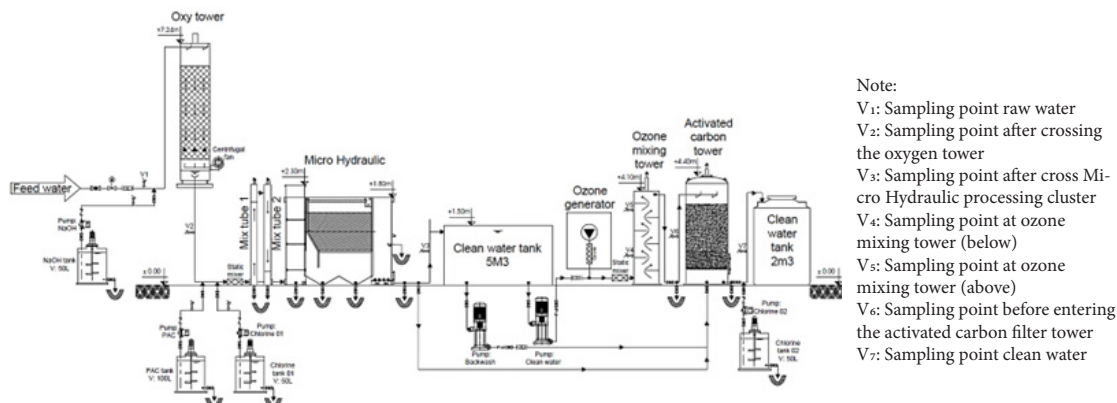 Oxy tower
+7.36m
V1
Centrifugal
fan
Feed water
Pump
NaOH
NaOH tank
V: 50L
± 0.00
V2
Pump
PAC
PAC tank
V: 100L
Pump:
Chlorine 01
Chlorine
tank 01
V: 50L
Static
mixer
Mix tube 1
Mix tube 2
+2.30m
Micro Hydraulic
+1.80m
V3
+1.50m
Clean water tank
5M3
Pump:
Backwash
Pump:
Clean water
Ozone
generator
Static
mixer
Ozone
mixing
tower
+4.10m
V5
V4
V6
Activated
carbon
tower
+4.40m
V7
Clean
water
tank
2m3
± 0.00
Pump:
Chlorine 02
Chlorine
tank 02
V: 50L
Note:
V₁: Sampling point raw water
V₂: Sampling point after crossing
the oxygen tower
V₃: Sampling point after cross Mi-
cro Hydraulic processing cluster
V₄: Sampling point at ozone
mixing tower (below)
V₅: Sampling point at ozone
mixing tower (above)
V₆: Sampling point before entering
the activated carbon filter tower
V₇: Sampling point clean water